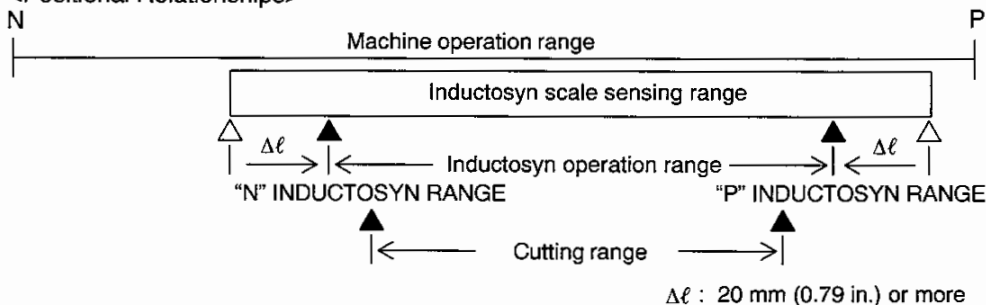 N P
Machine operation range
Inductosyn scale sensing range
Δℓ Inductosyn operation range Δℓ
“N” INDUCTOSYN RANGE “P” INDUCTOSYN RANGE
Cutting range
Δℓ : 20 mm (0.79 in.) or more